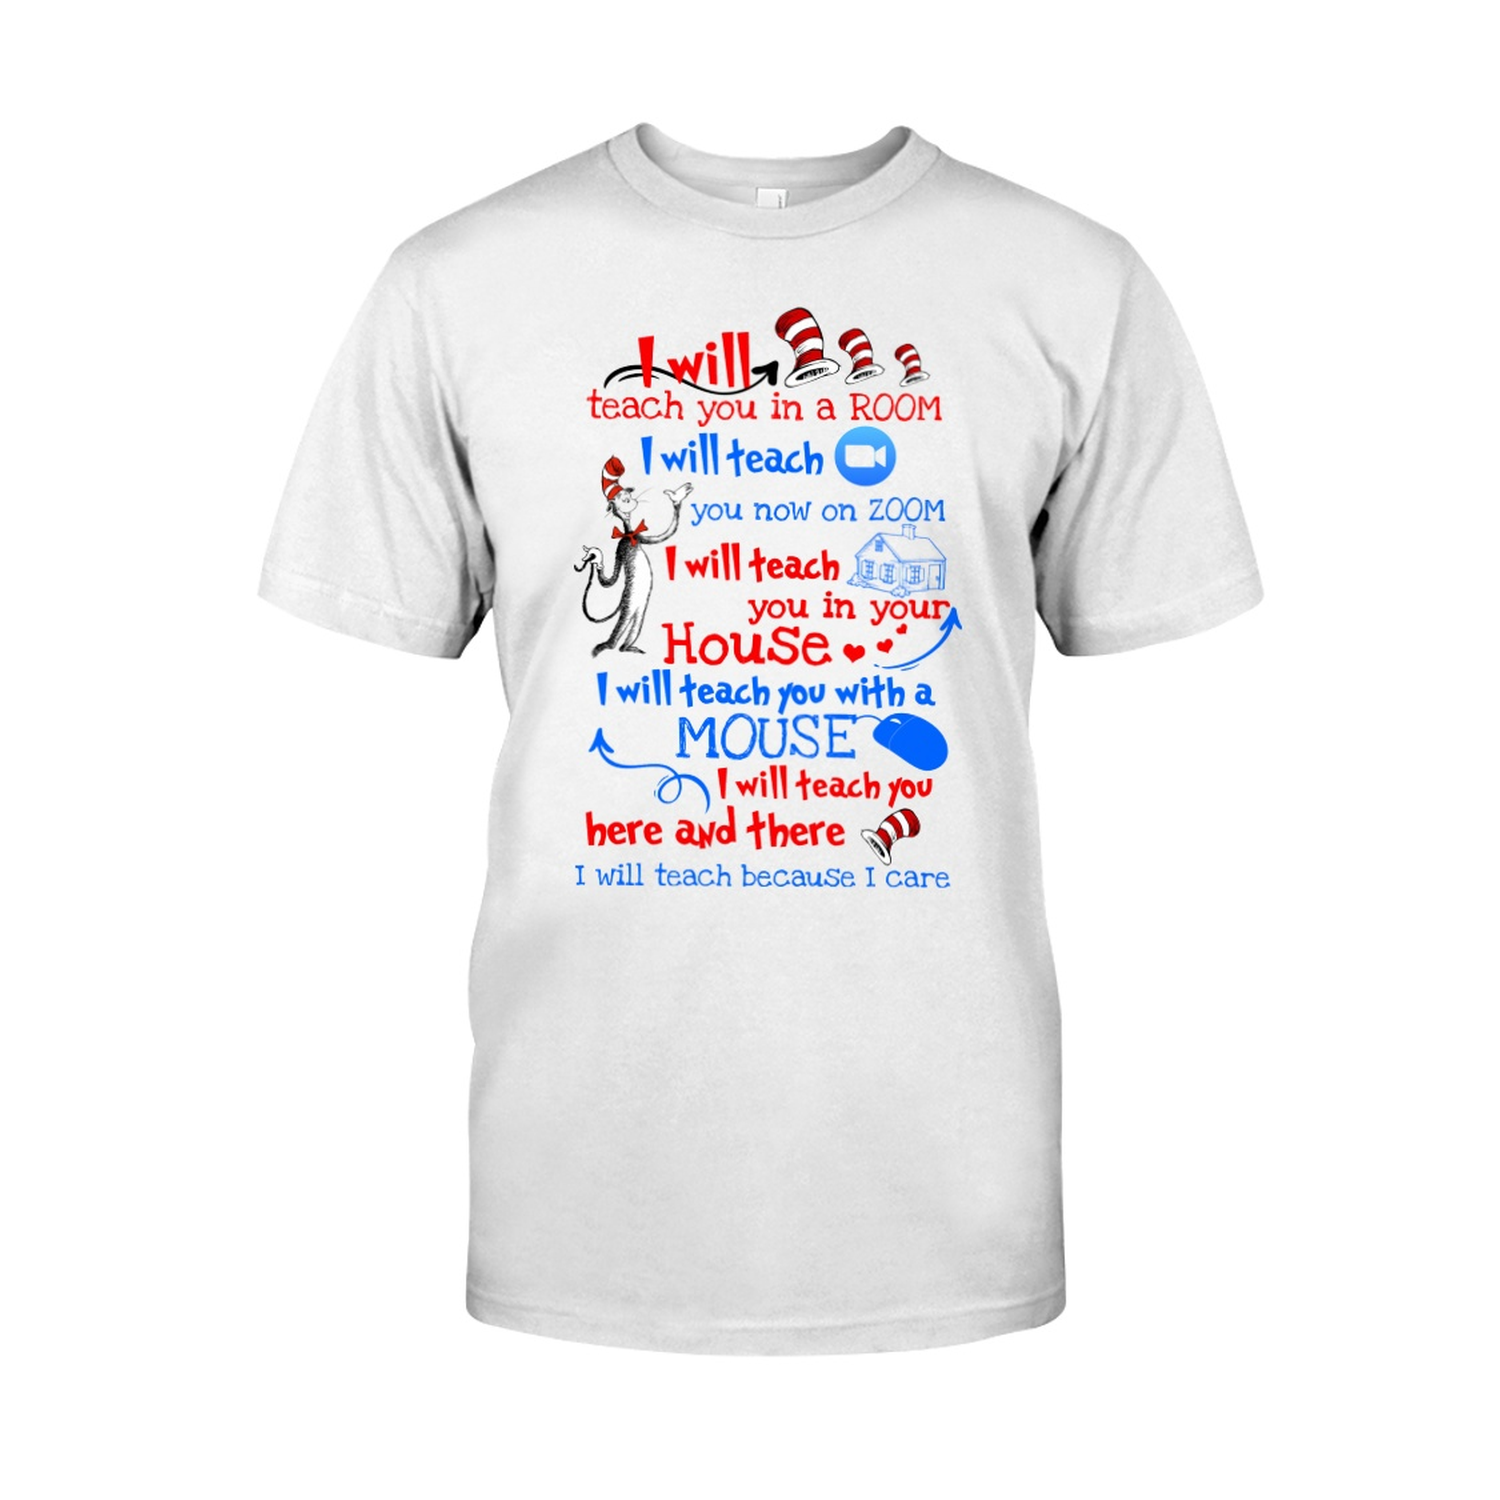 I will
teach you in a ROOM
I will teach
you now on ZOOM
I will teach
you in your
House
I will teach you with a
MOUSE
I will teach you
here and there
I will teach because I care